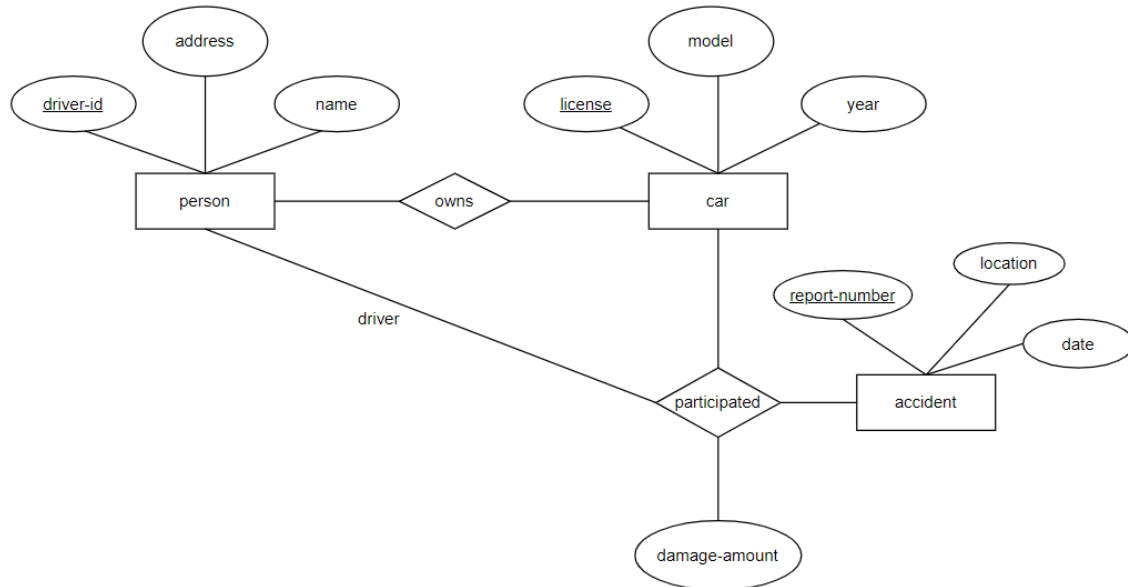 address
model
driver-id
name
license
year
person
owns
car
location
report-number
driver
date
participated
accident
damage-amount